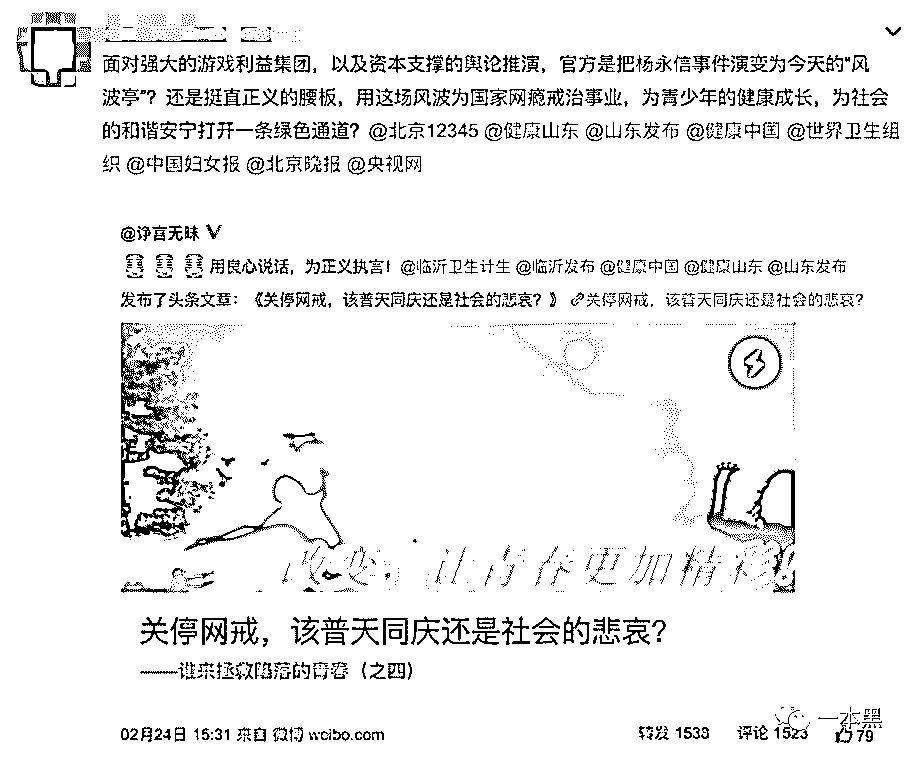 面对强大的游戏利益集团，以及资本支撑的舆论推演，官方是把杨永信事件演变为今天的“风
波亭”？还是挺直正义的腰板，用这场风波为国家网瘾戒治事业，为青少年的健康成长，为社会
的和谐安宁打开一条绿色通道？@北京12345 @健康山东 @山东发布 @健康中国 @世界卫生组
织 @中国妇女报 @北京晚报 @央视网
@诤言无昧
用良心说话，为正义执言！@临沂卫生计生 @临沂发布 @健康中国 @健康山东 @山东发布
发布了头条文章：《关停网戒，该普天同庆还是社会的悲哀？》 关停网戒，该普天同庆还是社会的悲哀？
改变，让青春更加精彩
关停网戒，该普天同庆还是社会的悲哀？
——谁来拯救陷落的青春（之四）
02月24日 15:31 来自 微博 weibo.com
转发 1538 评论 1523 79
一本黑